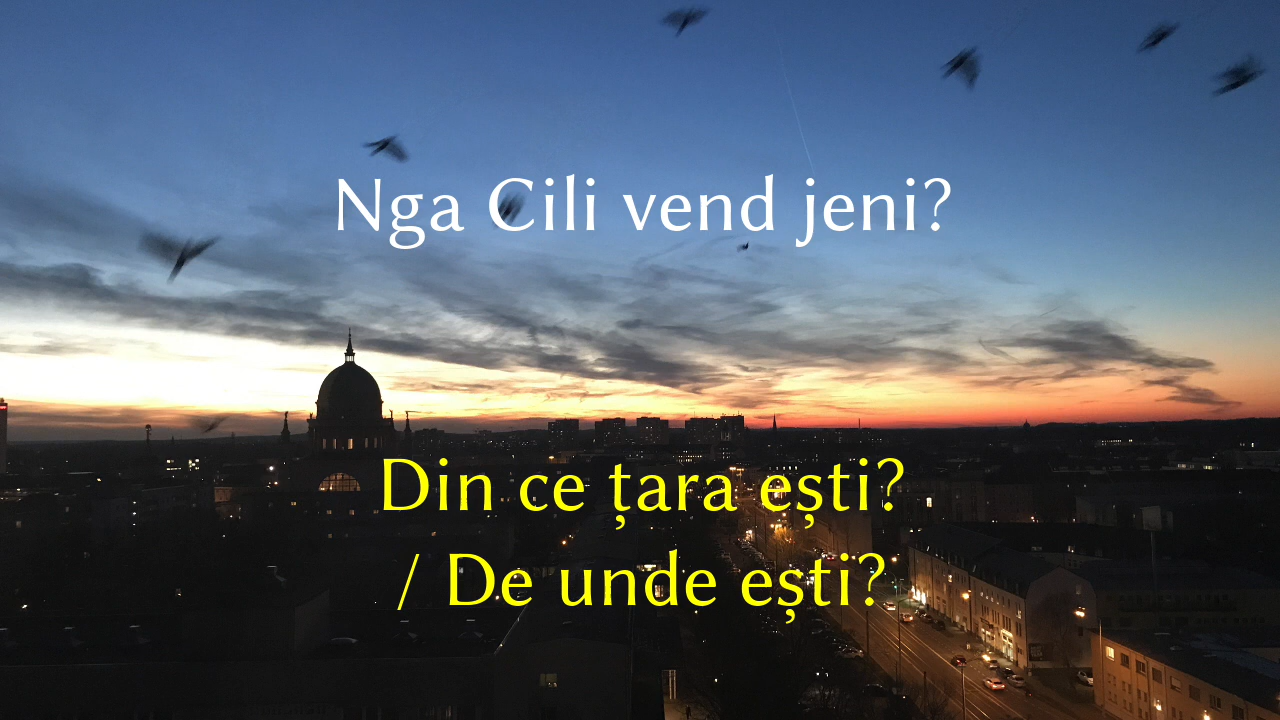 Nga Cili vend jeni?
Din ce țara ești?
/ De unde ești?